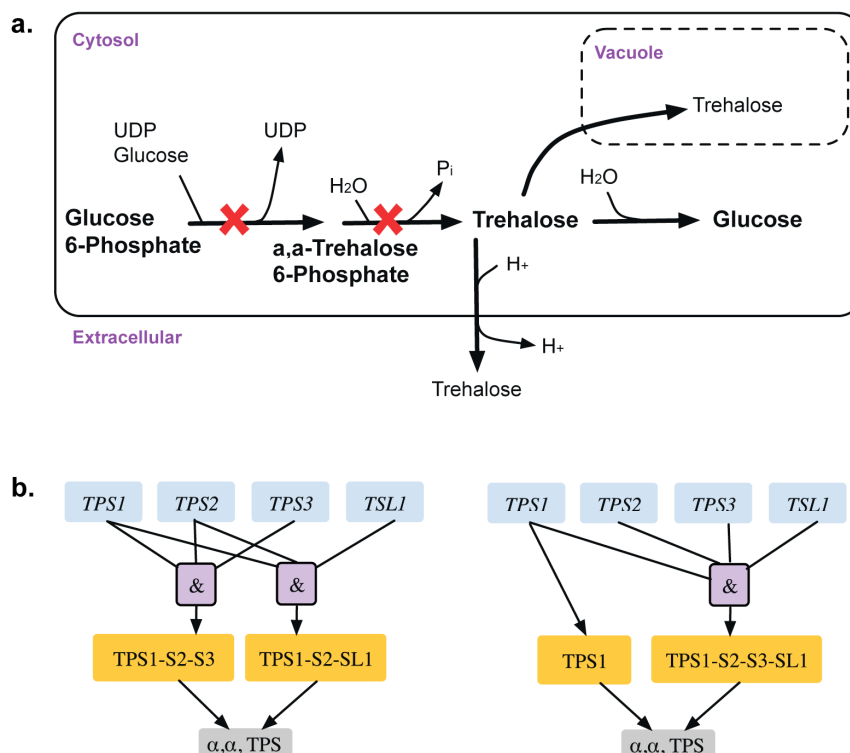 a.
Cytosol
Vacuole
Trehalose
UDP
Glucose
UDP
H2O
Pi
H2O
Glucose
6-Phosphate
a,a-Trehalose
6-Phosphate
Trehalose
Glucose
H+
Extracellular
H+
Trehalose
b.
TPS1 TPS2 TPS3 TSL1
TPS1 TPS2 TPS3 TSL1
& &
&
TPS1-S2-S3 TPS1-S2-SL1
TPS1 TPS1-S2-S3-SL1
α,α, TPS
α,α, TPS